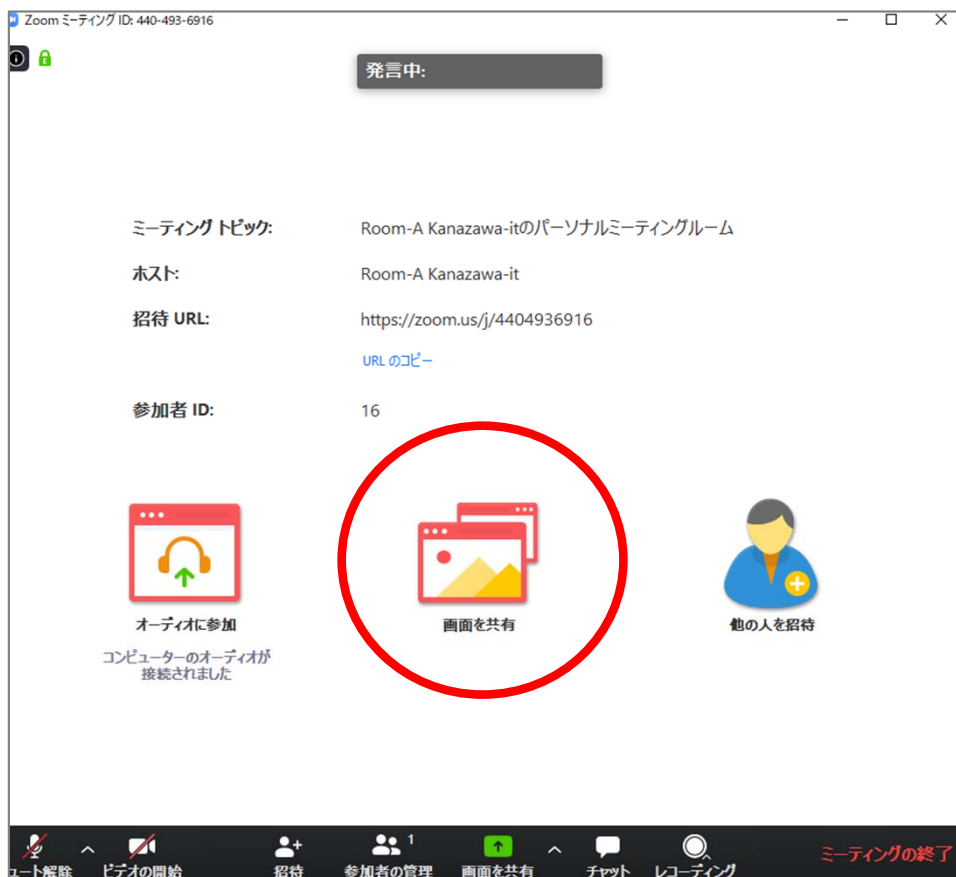 Zoom ミーティング ID: 440-493-6916
発言中:
ミーティング トピック: Room-A Kanazawa-itのパーソナルミーティングルーム
ホスト: Room-A Kanazawa-it
招待 URL: https://zoom.us/j/4404936916
URL のコピー
参加者 ID: 16
オーディオに参加 画面を共有 他の人を招待
コンピューターのオーディオが
接続されました
1
ュート解除 ビデオの開始 招待 参加者の管理 画面を共有 チャット レコーディング ミーティングの終了